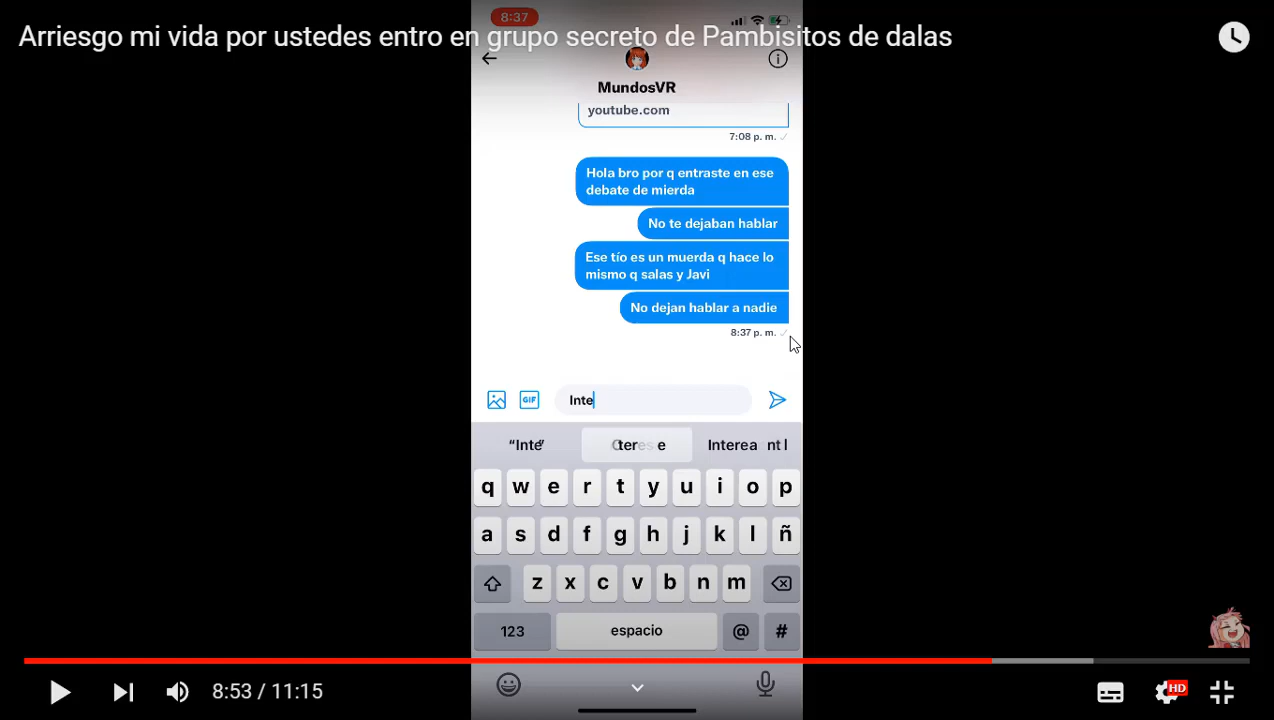 8:37
Arriesgo mi vida por ustedes entro en grupo secreto de Pambisitos de dalas
MundosVR
youtube.com
7:08 p. m.
Hola bro por q entraste en ese
debate de mierda
No te dejaban hablar
Ese tío es un muerda q hace lo
mismo q salas y Javi
No dejan hablar a nadie
8:37 p. m.
GIF
Inte
"Inte"
q w e r t y u i o p
a s d f g h j k l ñ
z x c v b n m
123 espacio @ #
8:53 / 11:15
HD